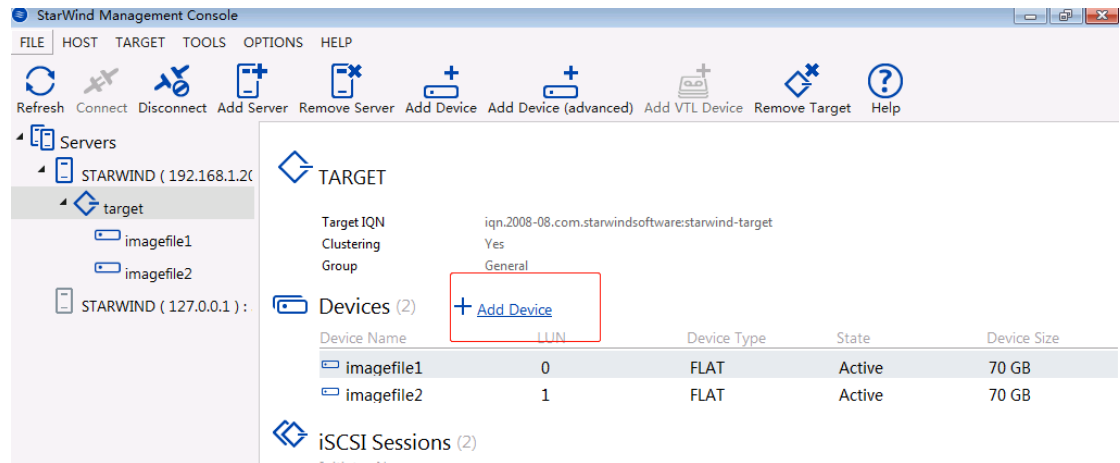 StarWind Management Console
FILE HOST TARGET TOOLS OPTIONS HELP
Refresh Connect Disconnect Add Server Remove Server Add Device Add Device (advanced) Add VTL Device Remove Target Help
Servers
STARWIND ( 192.168.1.20
target
imagefile1
imagefile2
STARWIND ( 127.0.0.1 ) :
TARGET
Target IQN iqn.2008-08.com.starwindsoftware:starwind-target
Clustering Yes
Group General
Devices (2) + Add Device
Device Name LUN Device Type State Device Size
imagefile1 0 FLAT Active 70 GB
imagefile2 1 FLAT Active 70 GB
iSCSI Sessions (2)